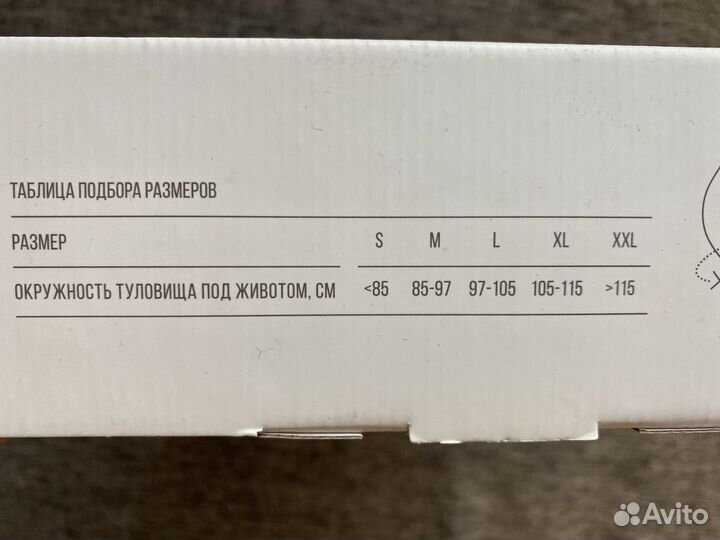 ТАБЛИЦА ПОДБОРА РАЗМЕРОВ
РАЗМЕР S M L XL XXL
ОКРУЖНОСТЬ ТУЛОВИЩА ПОД ЖИВОТОМ, СМ <85 85-97 97-105 105-115 >115
Avito